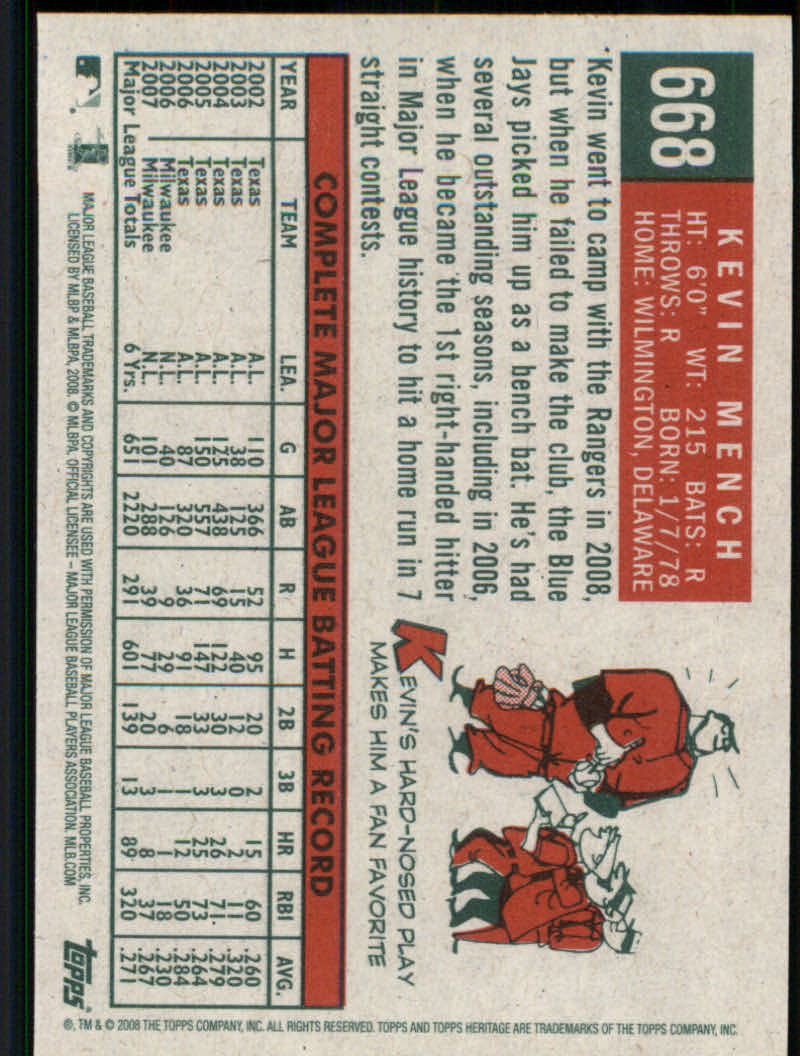 668
KEVIN MENCH
HT: 6'0" WT: 215 BATS: R
THROWS: R BORN: 1/7/78
HOME: WILMINGTON, DELAWARE
Kevin went to camp with the Rangers in 2008,
but when he failed to make the club, the Blue
Jays picked him up as a bench bat. He's had
several outstanding seasons, including in 2006,
when he became the 1st right-handed hitter
in Major League history to hit a home run in 7
straight contests.
KEVIN'S HARD-NOSED PLAY
MAKES HIM A FAN FAVORITE
COMPLETE MAJOR LEAGUE BATTING RECORD
YEAR TEAM LEA. G AB R H 2B 3B HR RBI AVG.
2002 Texas A.L. 110 366 52 95 20 2 15 60 .260
2003 Texas A.L. 38 125 15 40 12 0 2 11 .320
2004 Texas A.L. 125 438 69 122 30 3 26 71 .279
2005 Texas A.L. 150 557 71 147 33 3 25 73 .264
2006 Texas A.L. 87 320 36 91 18 1 12 50 .284
2006 Milwaukee N.L. 40 126 9 29 6 1 1 18 .230
2007 Milwaukee N.L. 101 288 39 77 20 3 8 37 .267
Major League Totals 6 Yrs. 651 2220 291 601 139 13 89 320 .271
MAJOR LEAGUE BASEBALL TRADEMARKS AND COPYRIGHTS ARE USED WITH PERMISSION OF MAJOR LEAGUE BASEBALL PROPERTIES, INC.
LICENSED BY MLBP & MLBPA, 2008. © MLBPA. OFFICIAL LICENSEE – MAJOR LEAGUE BASEBALL PLAYERS ASSOCIATION. MLB.COM
Topps
®, TM & © 2008 THE TOPPS COMPANY, INC. ALL RIGHTS RESERVED. TOPPS AND TOPPS HERITAGE ARE TRADEMARKS OF THE TOPPS COMPANY, INC.